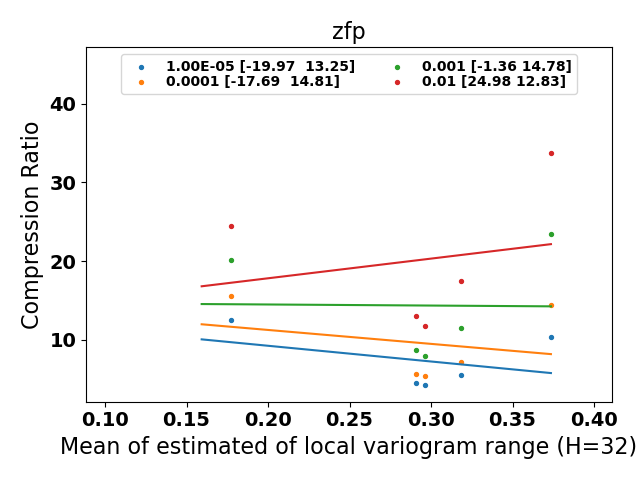 zfp
1.00E-05 [-19.97  13.25]
0.0001 [-17.69  14.81]
0.001 [-1.36 14.78]
0.01 [24.98 12.83]
Compression Ratio
40
30
20
10
0.10 0.15 0.20 0.25 0.30 0.35 0.40
Mean of estimated of local variogram range (H=32)